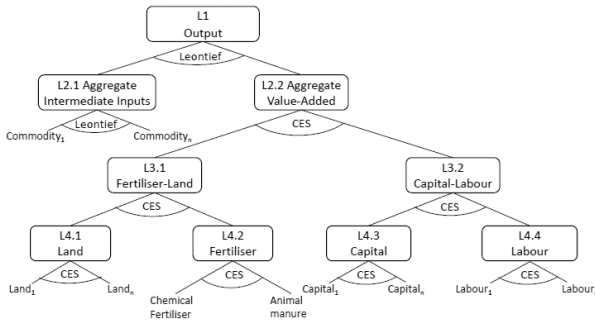 L1
Output
Leontief
L2.1 Aggregate
Intermediate Inputs
L2.2 Aggregate
Value-Added
Commodity1
Leontief
Commodityn
CES
L3.1
Fertiliser-Land
L3.2
Capital-Labour
CES
CES
L4.1
Land
L4.2
Fertiliser
L4.3
Capital
L4.4
Labour
Land1
CES
Landn
CES
Chemical
Fertiliser
Animal
manure
Capital1
CES
Capitaln
Labour1
CES
Labour